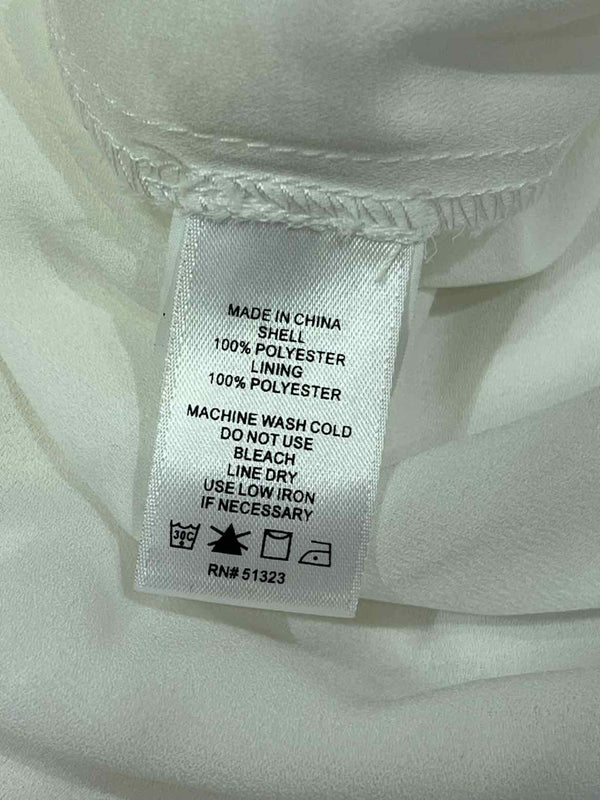 MADE IN CHINA
SHELL
100% POLYESTER
LINING
100% POLYESTER
MACHINE WASH COLD
DO NOT USE
BLEACH
LINE DRY
USE LOW IRON
IF NECESSARY
30C
RN# 51323